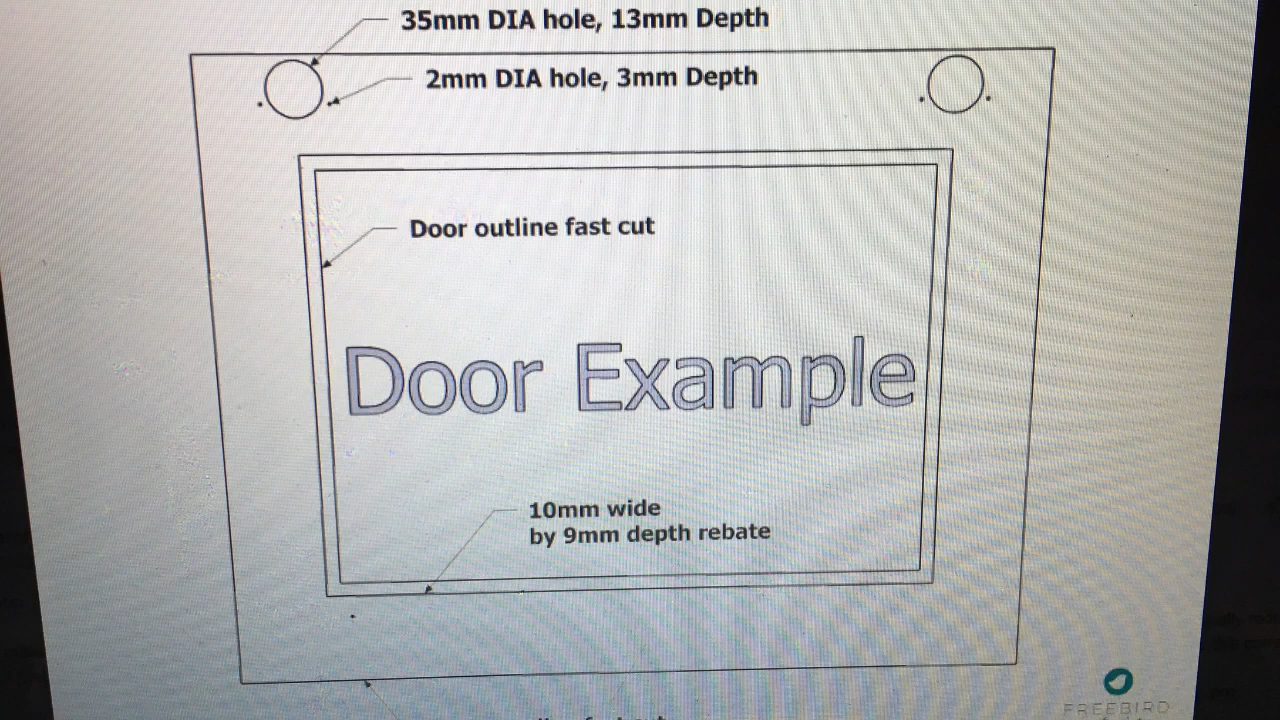 35mm DIA hole, 13mm Depth
2mm DIA hole, 3mm Depth
Door outline fast cut
Door Example
10mm wide
by 9mm depth rebate
FREEBIRD